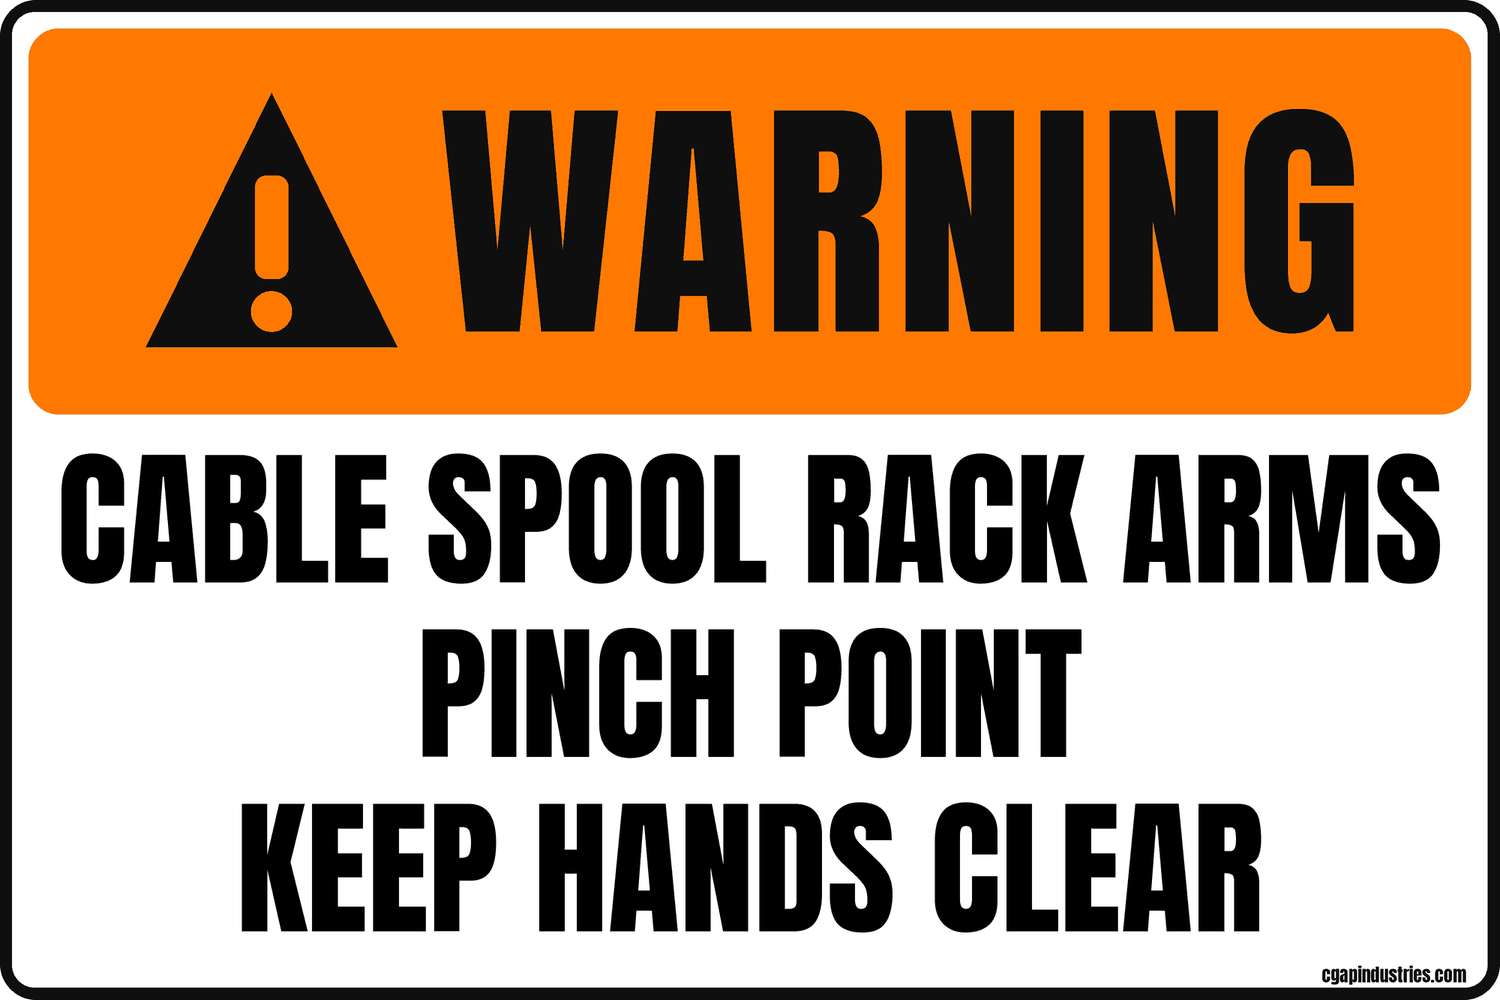 WARNING
CABLE SPOOL RACK ARMS
PINCH POINT
KEEP HANDS CLEAR
cgapindustries.com